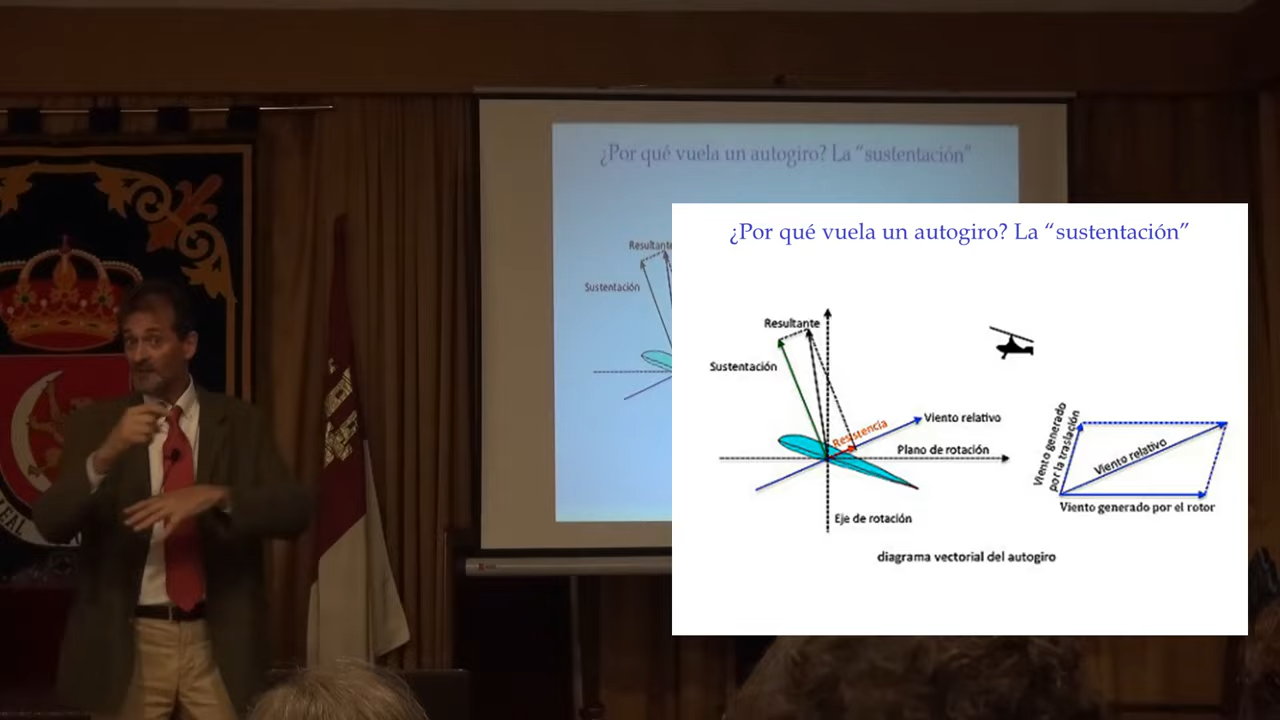 ¿Por qué vuela un autogiro? La “sustentación”
Resultante
Sustentación
¿Por qué vuela un autogiro? La “sustentación”
Resultante
Sustentación
Resistencia
Viento relativo
Plano de rotación
Eje de rotación
Viento generado
por la traslación
Viento relativo
Viento generado por el rotor
diagrama vectorial del autogiro
EAL